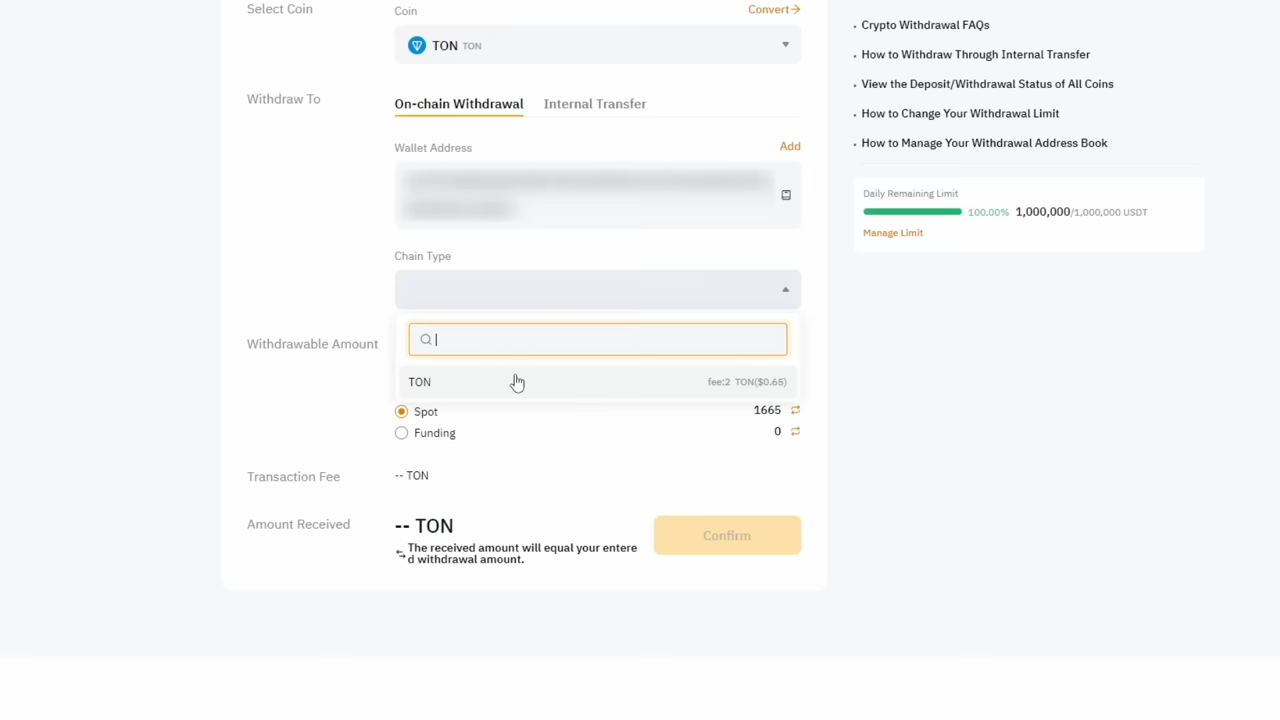 Select Coin
Coin
Convert→
TON TON
Withdraw To
On-chain Withdrawal
Internal Transfer
Wallet Address
Add
Chain Type
Withdrawable Amount
TON
fee:2 TON($0.65)
Spot
1665
Funding
0
Transaction Fee
-- TON
Amount Received
-- TON
The received amount will equal your entere
d withdrawal amount.
Confirm
Crypto Withdrawal FAQs
How to Withdraw Through Internal Transfer
View the Deposit/Withdrawal Status of All Coins
How to Change Your Withdrawal Limit
How to Manage Your Withdrawal Address Book
Daily Remaining Limit
100.00% 1,000,000/1,000,000 USDT
Manage Limit